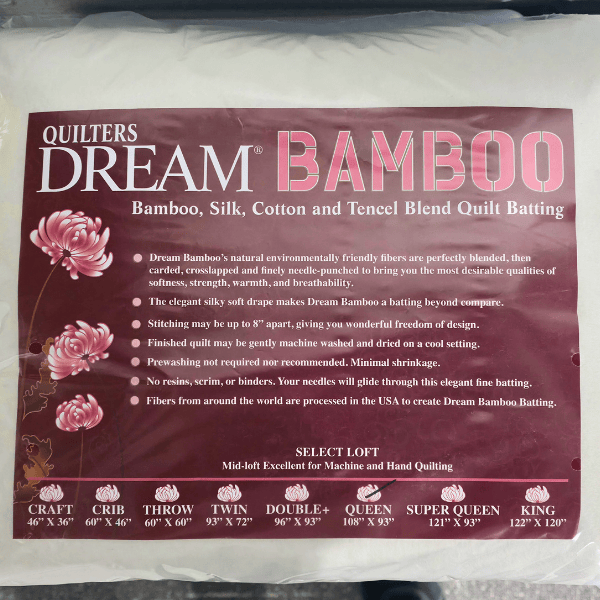 QUILTERS
DREAM® BAMBOO
Bamboo, Silk, Cotton and Tencel Blend Quilt Batting
Dream Bamboo's natural environmentally friendly fibers are perfectly blended, then
carded, crosslapped and finely needle-punched to bring you the most desirable qualities of
softness, strength, warmth, and breathability.
The elegant silky soft drape makes Dream Bamboo a batting beyond compare.
Stitching may be up to 8" apart, giving you wonderful freedom of design.
Finished quilt may be gently machine washed and dried on a cool setting.
Prewashing not required nor recommended. Minimal shrinkage.
No resins, scrim, or binders. Your needles will glide through this elegant fine batting.
Fibers from around the world are processed in the USA to create Dream Bamboo Batting.
SELECT LOFT
Mid-loft Excellent for Machine and Hand Quilting
CRAFT CRIB THROW TWIN DOUBLE+ QUEEN SUPER QUEEN KING
46" X 36" 60" X 46" 60" X 60" 93" X 72" 96" X 93" 108" X 93" 121" X 93" 122" X 120"